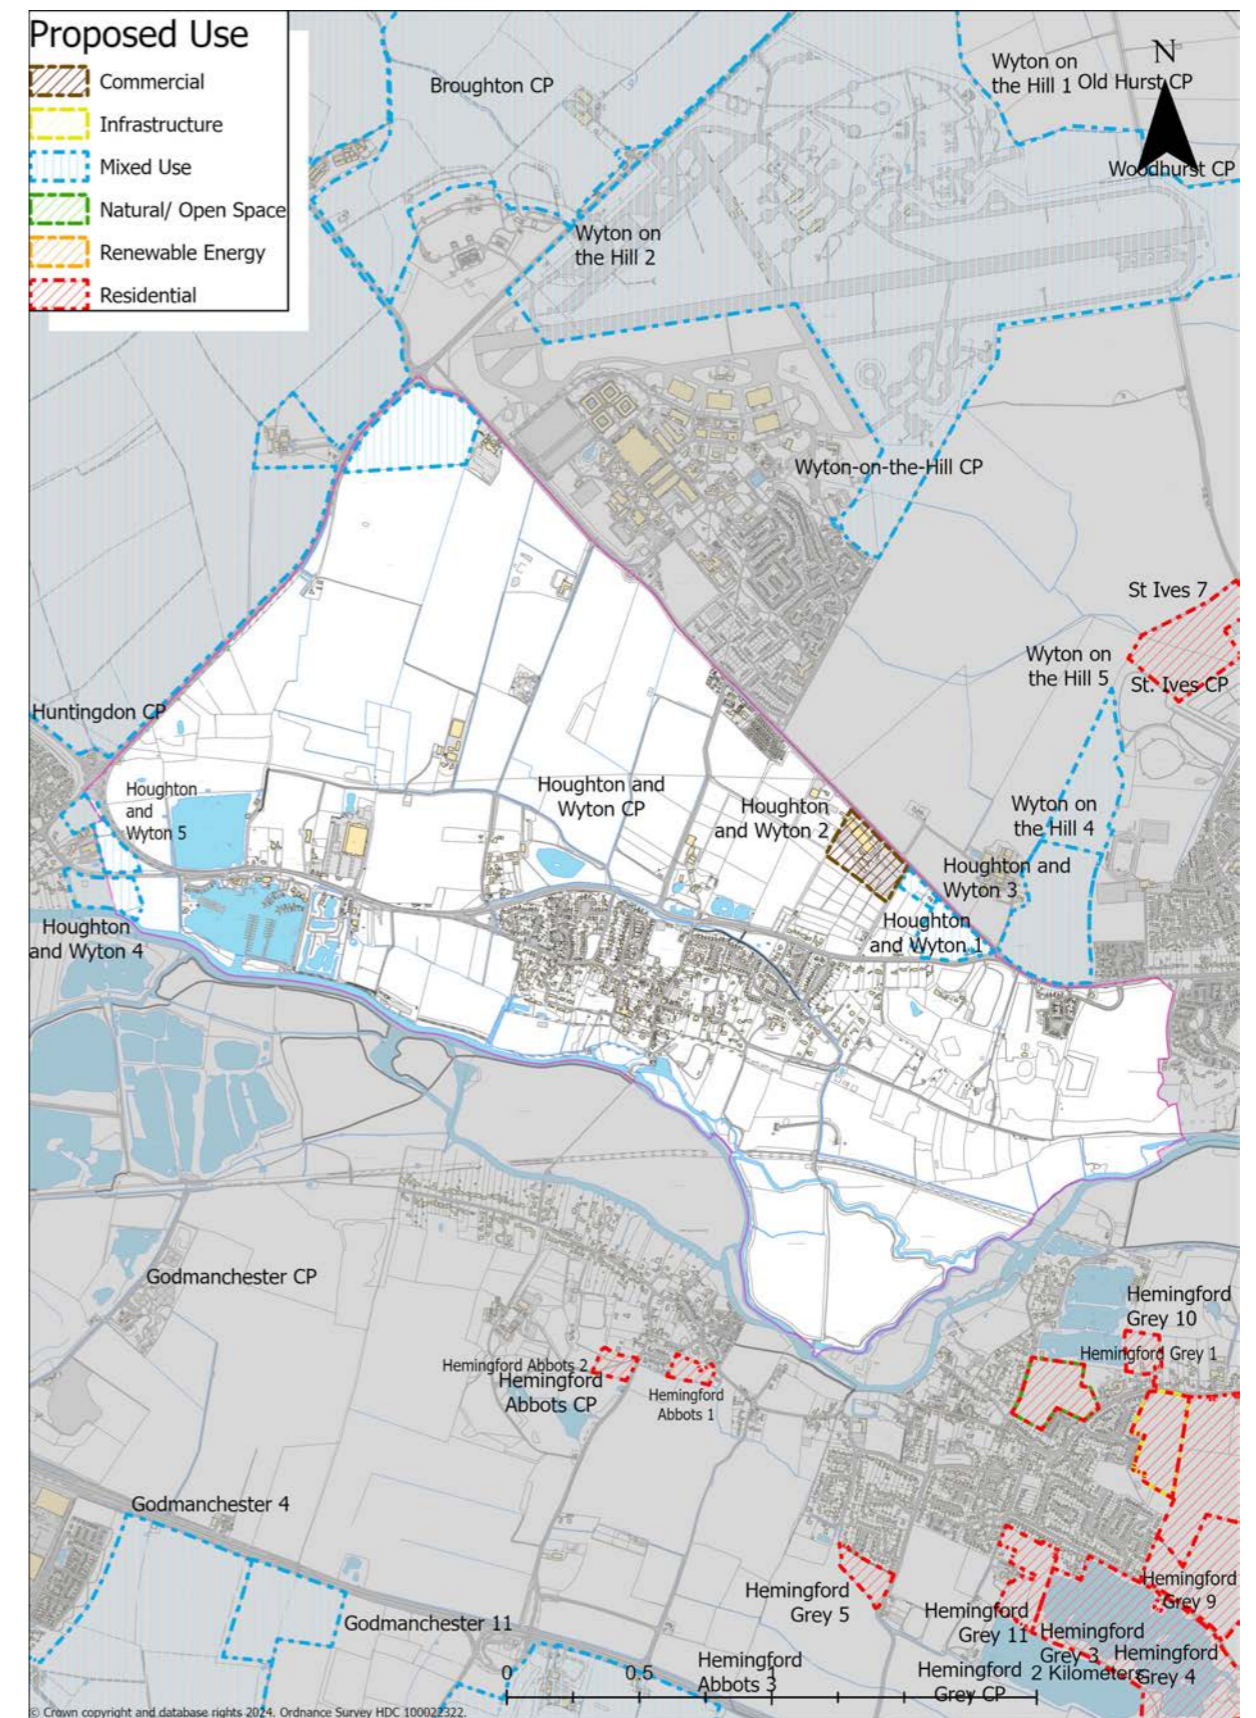 Proposed Use
Commercial
Infrastructure
Mixed Use
Natural/ Open Space
Renewable Energy
Residential
Broughton CP
Wyton on
the Hill 1
Old Hurst CP
N
Woodhurst CP
Wyton on
the Hill 2
Wyton-on-the-Hill CP
St Ives 7
Wyton on
the Hill 5
St. Ives CP
Huntingdon CP
Houghton
and
Wyton 5
Houghton and
Wyton CP
Houghton
and Wyton 2
Wyton on
the Hill 4
Houghton and
Wyton 3
Houghton
and Wyton 4
Houghton
and Wyton 1
Godmanchester CP
Hemingford
Grey 10
Hemingford Grey 1
Hemingford Abbots 2
Hemingford
Abbots CP
Hemingford
Abbots 1
Godmanchester 4
Hemingford
Grey 5
Hemingford
Grey 9
Godmanchester 11
Hemingford
Grey 11
Hemingford
Grey 3
Hemingford
Grey 4
Hemingford
Abbots 3
Hemingford
Grey CP
0
0.5
1
2 Kilometers
© Crown copyright and database rights 2024. Ordnance Survey HDC 100022322.